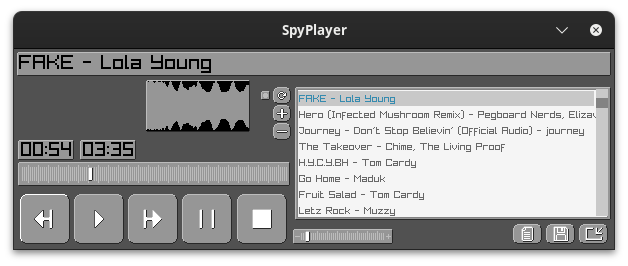 SpyPlayer
FAKE - Lola Young
00:54 03:35
FAKE - Lola Young
Hero (Infected Mushroom Remix) - Pegboard Nerds, Elizav
Journey - Don't Stop Believin' (Official Audio) - journey
The Takeover - Chime, The Living Proof
H.Y.C.Y.BH - Tom Cardy
Go Home - Maduk
Fruit Salad - Tom Cardy
Letz Rock - Muzzy